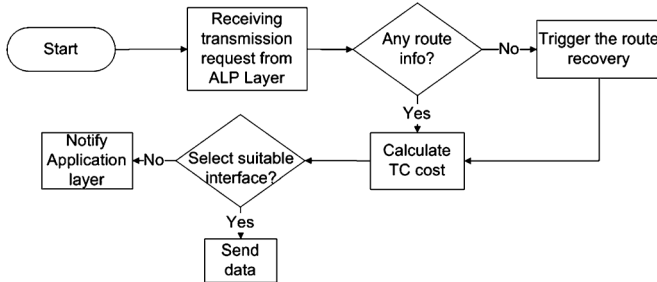 Start
Receiving
transmission
request from
ALP Layer
Any route
info?
No
Trigger the route
recovery
Yes
Calculate
TC cost
Select suitable
interface?
No
Notify
Application
layer
Yes
Send
data